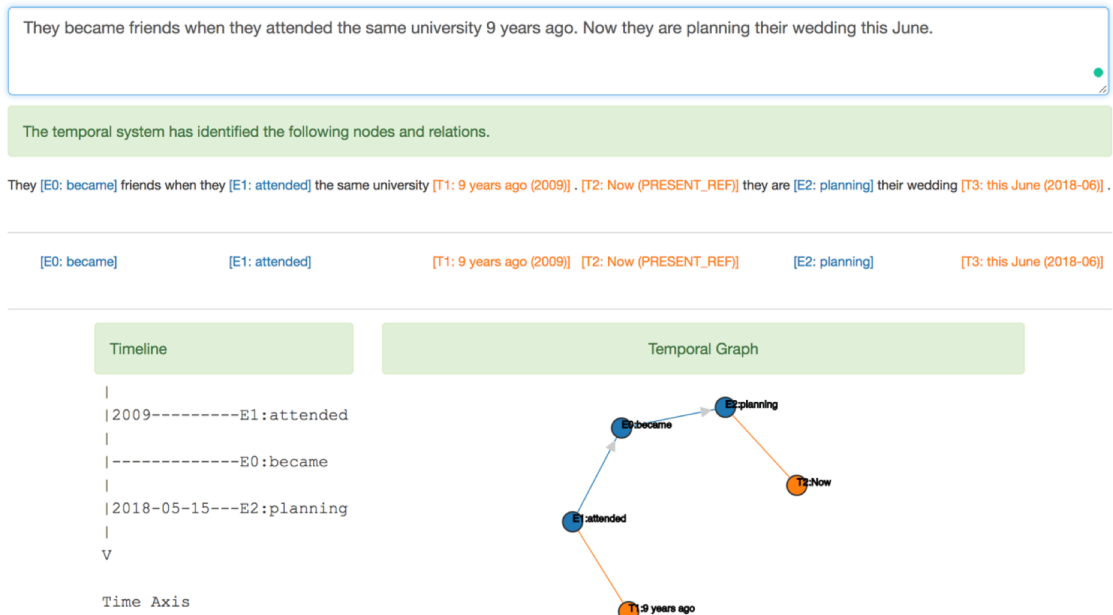 They became friends when they attended the same university 9 years ago. Now they are planning their wedding this June.
The temporal system has identified the following nodes and relations.
They [E0: became] friends when they [E1: attended] the same university [T1: 9 years ago (2009)] . [T2: Now (PRESENT_REF)] they are [E2: planning] their wedding [T3: this June (2018-06)] .
[E0: became] [E1: attended] [T1: 9 years ago (2009)] [T2: Now (PRESENT_REF)] [E2: planning] [T3: this June (2018-06)]
Timeline
|
|2009---------E1:attended
|
|-------------E0:became
|
|2018-05-15---E2:planning
|
V
Time Axis
Temporal Graph
E2:planning
E0:became
T2:Now
E1:attended
T1:9 years ago